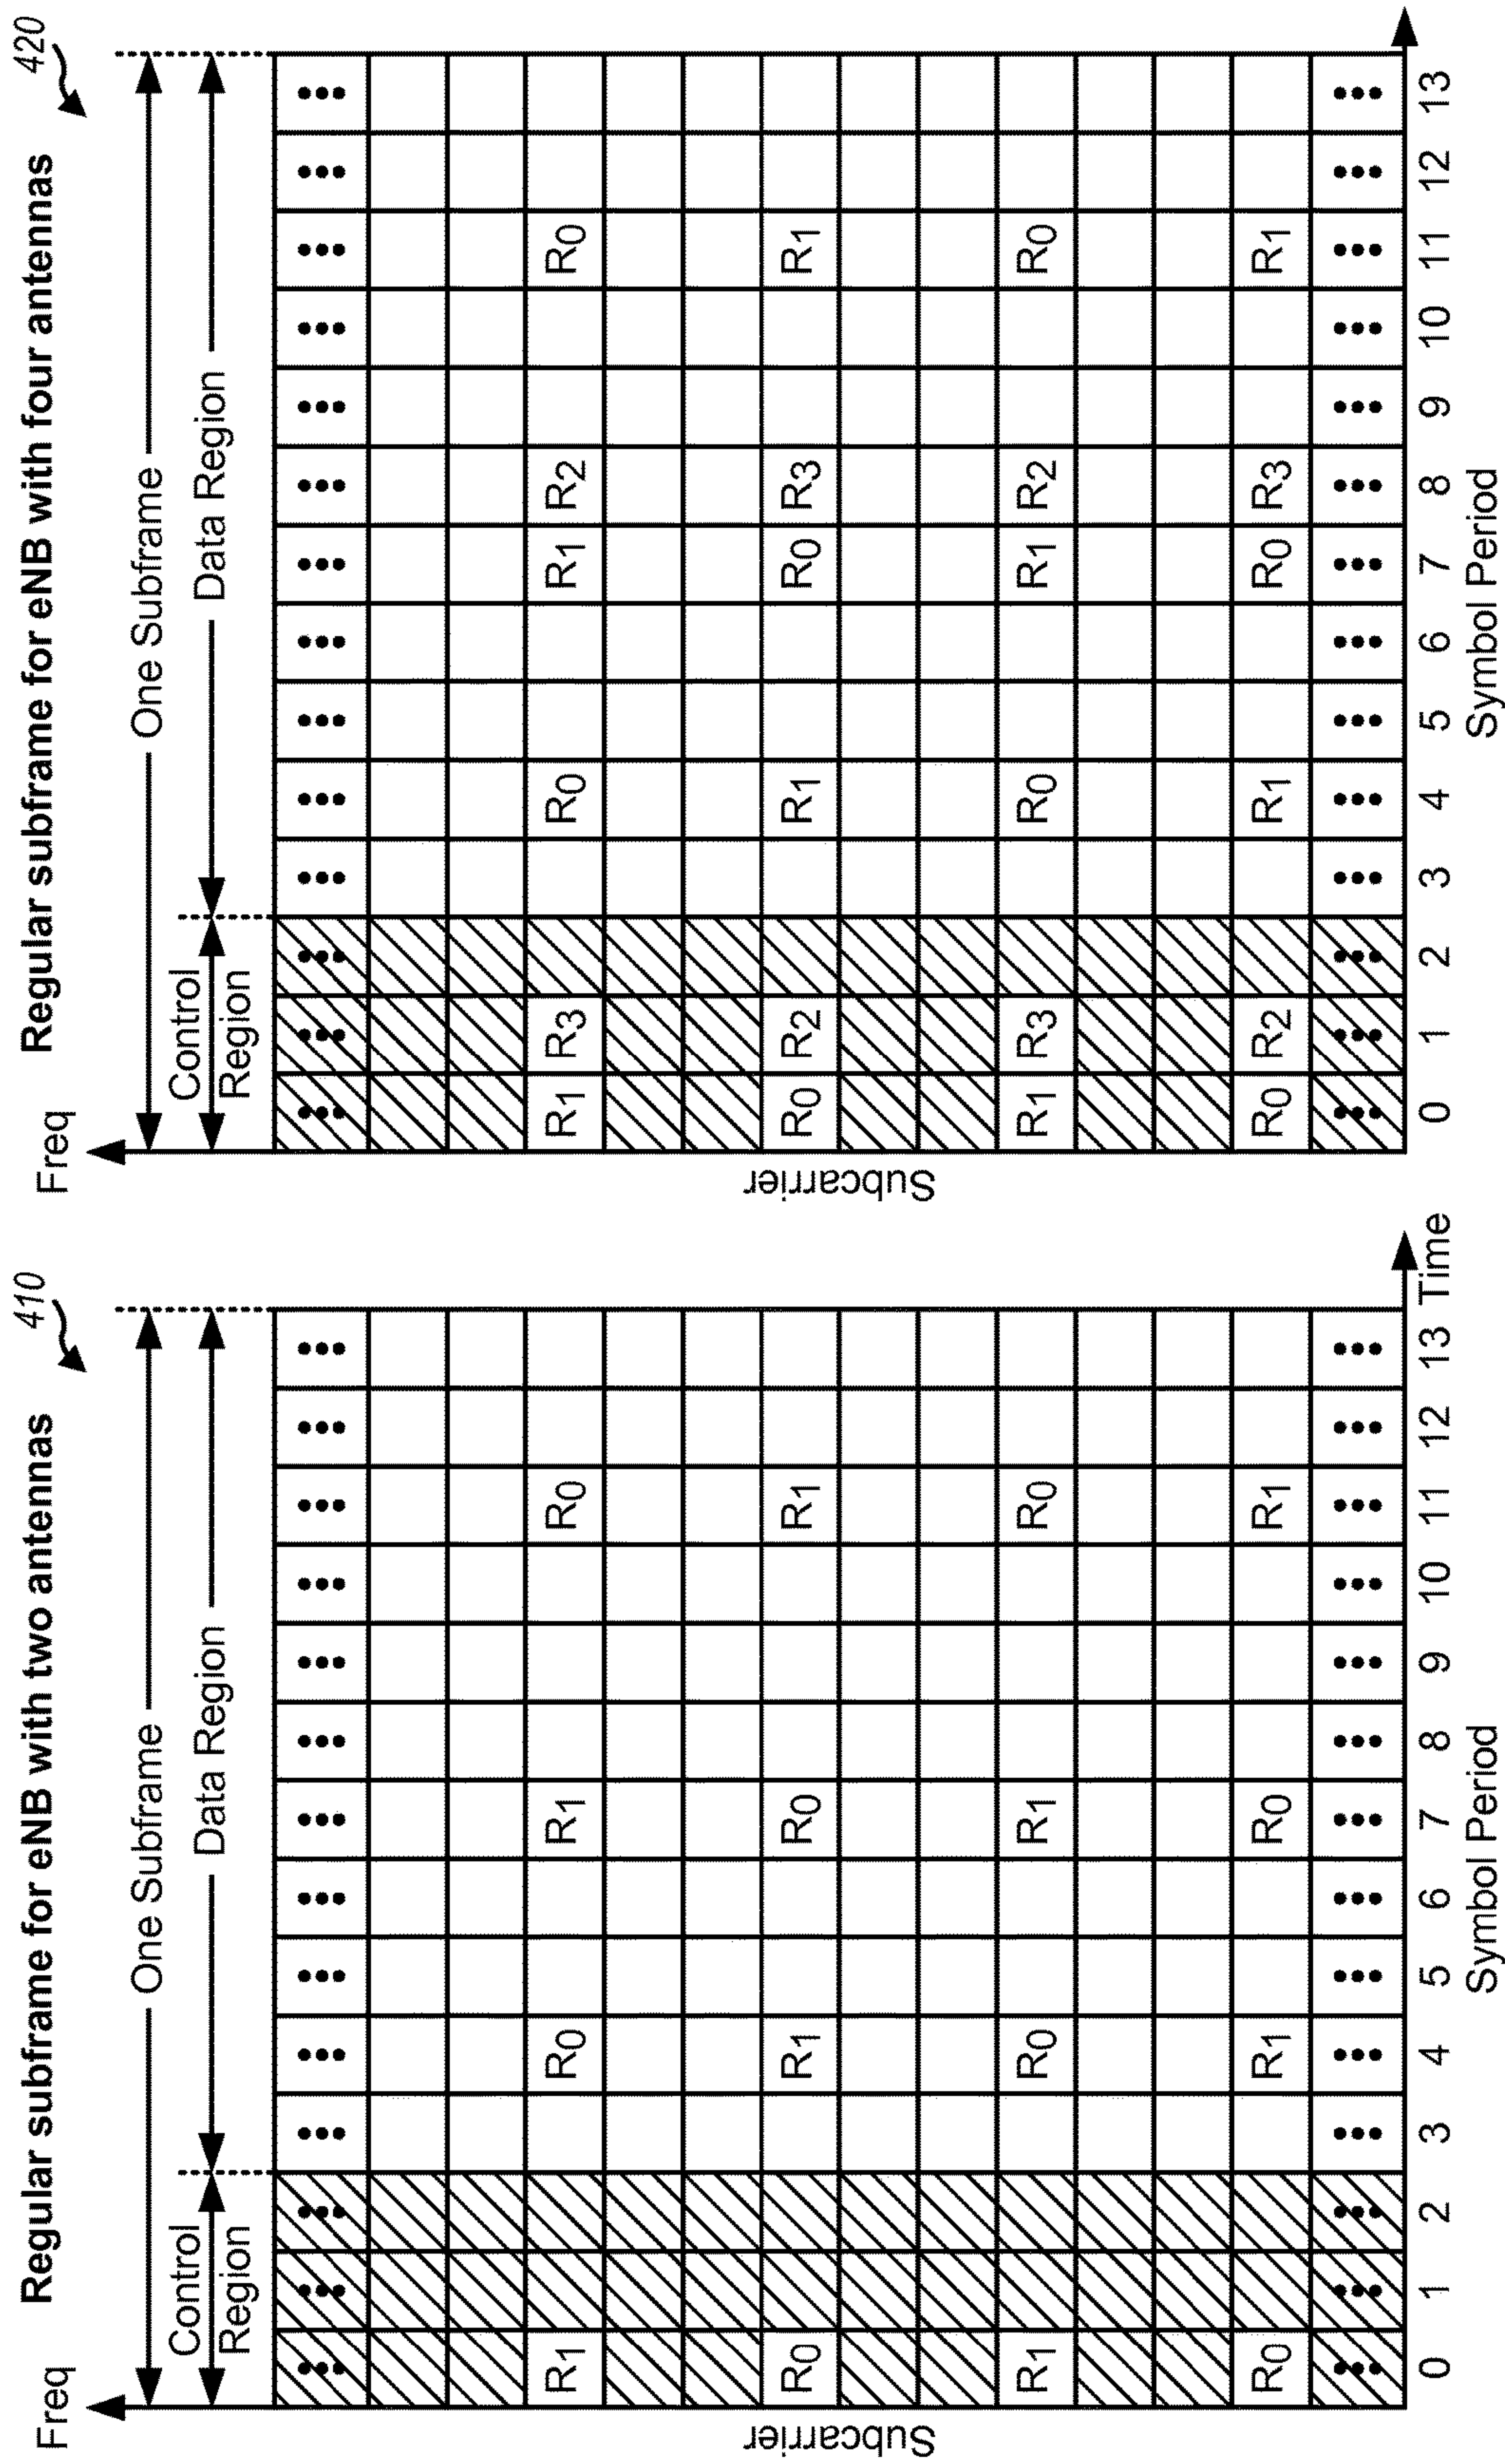 Regular subframe for eNB with two antennas
410
Freq
One Subframe
Control
Region
Data Region
Subcarrier
R1 R0 R1 R0
R0 R1 R0 R1
R1 R0 R1 R0
R0 R1 R0 R1
0 1 2 3 4 5 6 7 8 9 10 11 12 13 Time
Symbol Period
Regular subframe for eNB with four antennas
420
Freq
One Subframe
Control
Region
Data Region
Subcarrier
R1 R3 R0 R1 R2 R0
R0 R2 R1 R0 R3 R1
R1 R3 R0 R1 R2 R0
R0 R2 R1 R0 R3 R1
0 1 2 3 4 5 6 7 8 9 10 11 12 13
Symbol Period